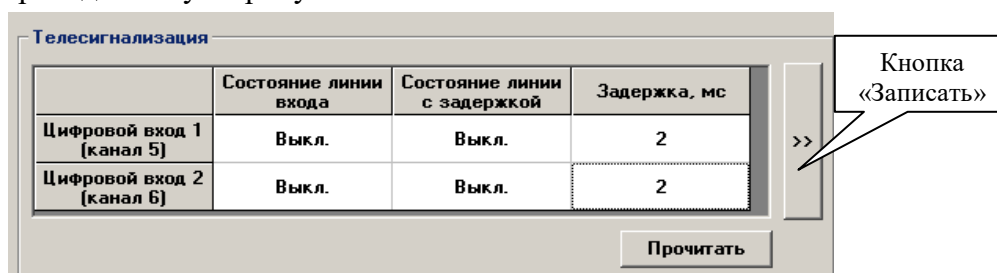 Телесигнализация
Состояние линии входа
Состояние линии с задержкой
Задержка, мс
Цифровой вход 1 (канал 5)
Выкл.
Выкл.
2
Цифровой вход 2 (канал 6)
Выкл.
Выкл.
2
>>
Прочитать
Кнопка
«Записать»